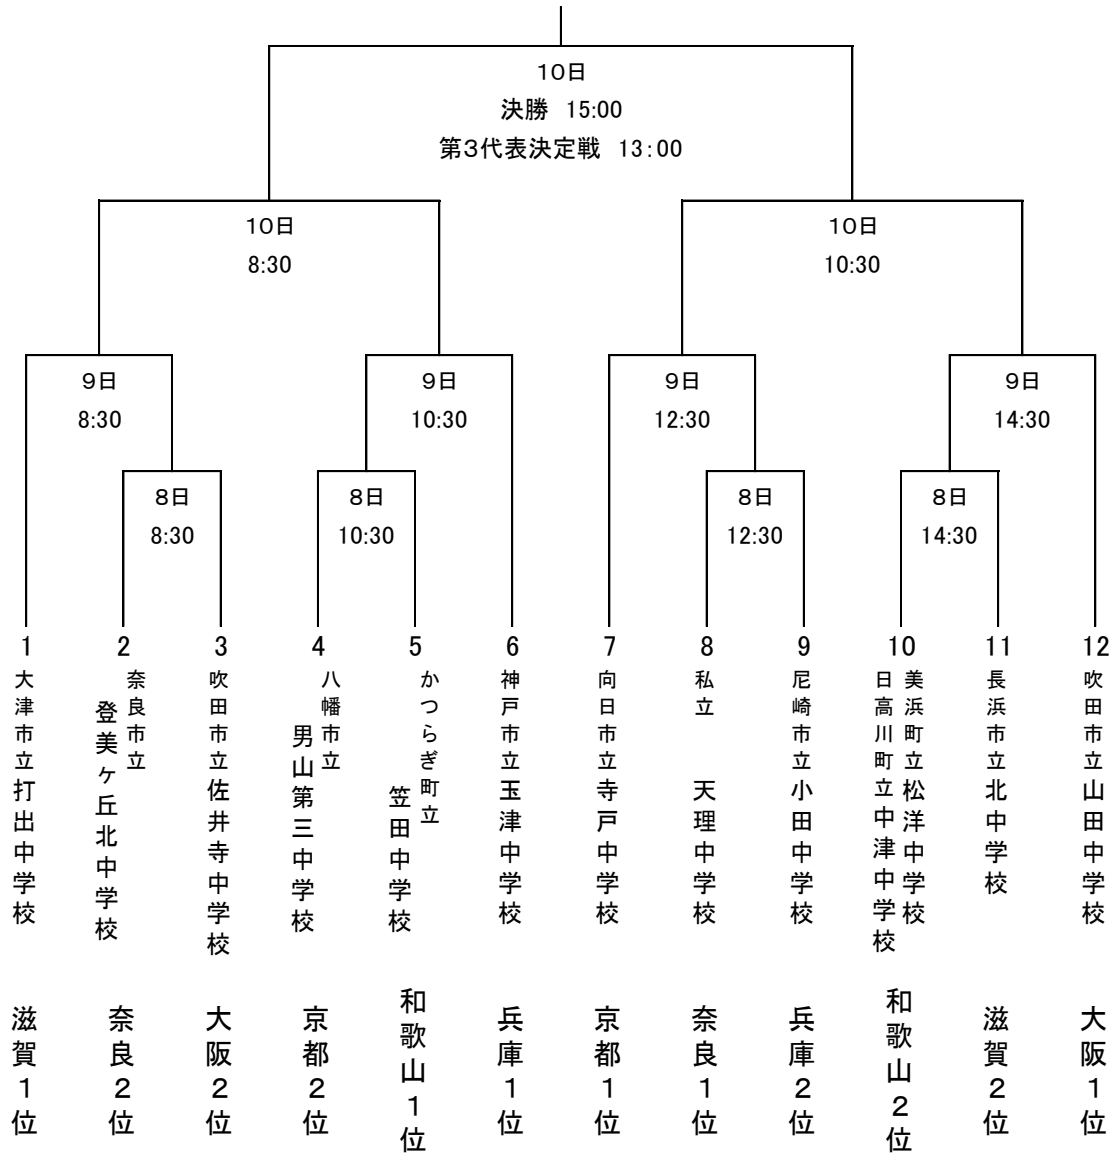 10日
決勝 15:00
第3代表決定戦 13:00
10日
8:30
10日
10:30
9日
8:30
9日
10:30
9日
12:30
9日
14:30
8日
8:30
8日
10:30
8日
12:30
8日
14:30
1
2
3
4
5
6
7
8
9
10
11
12
大津市立打出中学校
奈良市立
登美ヶ丘北中学校
吹田市立佐井寺中学校
八幡市立
男山第三中学校
かつらぎ町立
笠田中学校
神戸市立玉津中学校
向日市立寺戸中学校
私立 天理中学校
尼崎市立小田中学校
美浜町立松洋中学校
日高川町立中津中学校
長浜市立北中学校
吹田市立山田中学校
滋賀1位
奈良2位
大阪2位
京都2位
和歌山1位
兵庫1位
京都1位
奈良1位
兵庫2位
和歌山2位
滋賀2位
大阪1位